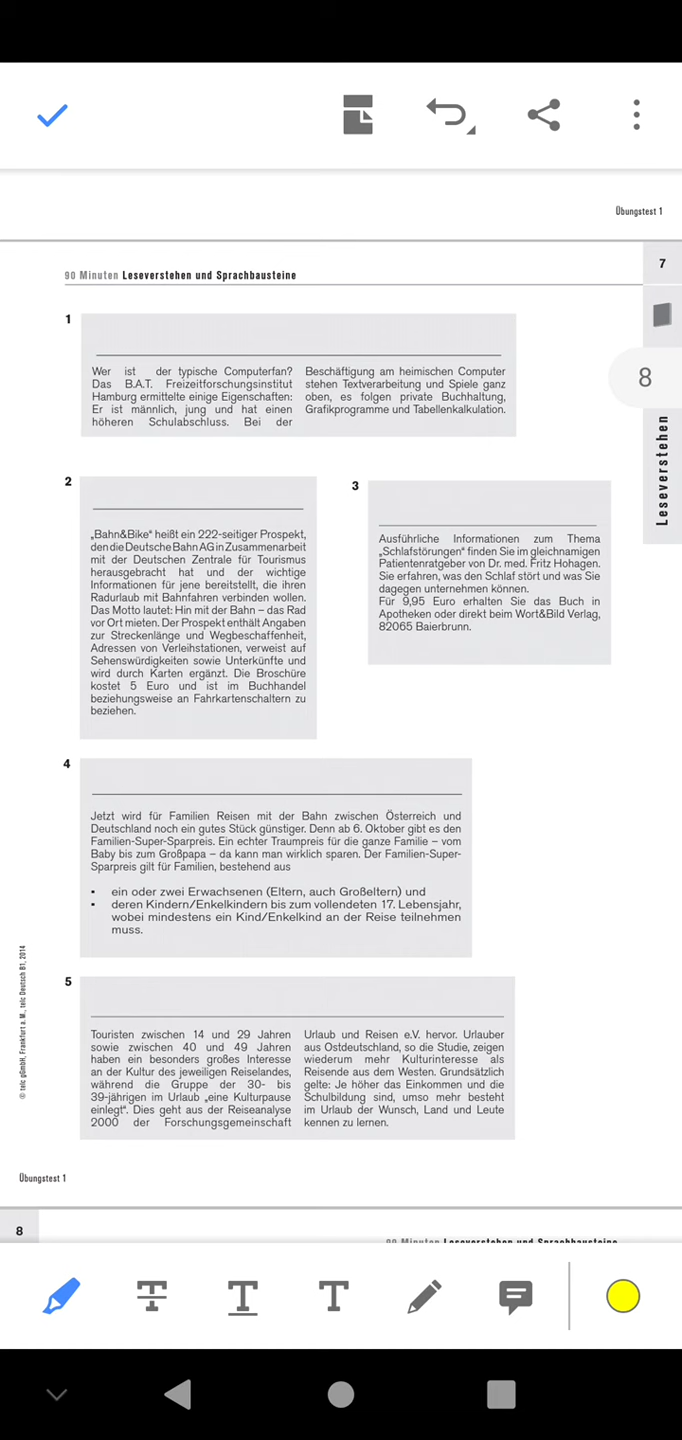 Übungstest 1
90 Minuten Leseverstehen und Sprachbausteine
7
8
Leseverstehen
1
Wer ist der typische Computerfan?
Das B.A.T. Freizeitforschungsinstitut
Hamburg ermittelte einige Eigenschaften:
Er ist männlich, jung und hat einen
höheren Schulabschluss. Bei der
Beschäftigung am heimischen Computer
stehen Textverarbeitung und Spiele ganz
oben, es folgen private Buchhaltung,
Grafikprogramme und Tabellenkalkulation.
2
„Bahn&Bike“ heißt ein 222-seitiger Prospekt,
den die Deutsche Bahn AG in Zusammenarbeit
mit der Deutschen Zentrale für Tourismus
herausgebracht hat und der wichtige
Informationen für jene bereitstellt, die ihren
Radurlaub mit Bahnfahren verbinden wollen.
Das Motto lautet: Hin mit der Bahn – das Rad
vor Ort mieten. Der Prospekt enthält Angaben
zur Streckenlänge und Wegbeschaffenheit,
Adressen von Verleihstationen, verweist auf
Sehenswürdigkeiten sowie Unterkünfte und
wird durch Karten ergänzt. Die Broschüre
kostet 5 Euro und ist im Buchhandel
beziehungsweise an Fahrkartenschaltern zu
beziehen.
3
Ausführliche Informationen zum Thema
„Schlafstörungen“ finden Sie im gleichnamigen
Patientenratgeber von Dr. med. Fritz Hohagen.
Sie erfahren, was den Schlaf stört und was Sie
dagegen unternehmen können.
Für 9,95 Euro erhalten Sie das Buch in
Apotheken oder direkt beim Wort&Bild Verlag,
82065 Baierbrunn.
4
Jetzt wird für Familien Reisen mit der Bahn zwischen Österreich und
Deutschland noch ein gutes Stück günstiger. Denn ab 6. Oktober gibt es den
Familien-Super-Sparpreis. Ein echter Traumpreis für die ganze Familie – vom
Baby bis zum Großpapa – da kann man wirklich sparen. Der Familien-Super-
Sparpreis gilt für Familien, bestehend aus
▪ ein oder zwei Erwachsenen (Eltern, auch Großeltern) und
▪ deren Kindern/Enkelkindern bis zum vollendeten 17. Lebensjahr,
wobei mindestens ein Kind/Enkelkind an der Reise teilnehmen
muss.
5
Touristen zwischen 14 und 29 Jahren
sowie zwischen 40 und 49 Jahren
haben ein besonders großes Interesse
an der Kultur des jeweiligen Reiselandes,
während die Gruppe der 30- bis
39-jährigen im Urlaub „eine Kulturpause
einlegt“. Dies geht aus der Reiseanalyse
2000 der Forschungsgemeinschaft
Urlaub und Reisen e.V. hervor. Urlauber
aus Ostdeutschland, so die Studie, zeigen
wiederum mehr Kulturinteresse als
Reisende aus dem Westen. Grundsätzlich
gelte: Je höher das Einkommen und die
Schulbildung sind, umso mehr besteht
im Urlaub der Wunsch, Land und Leute
kennen zu lernen.
© telc gGmbH, Frankfurt a. M., telc Deutsch B1, 2014
Übungstest 1
8
90 Minuten Leseverstehen und Sprachbausteine